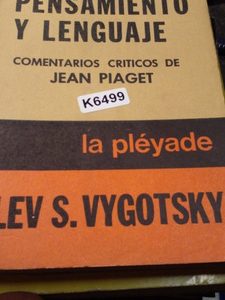 PENSAMIENTO
Y LENGUAJE
COMENTARIOS CRITICOS DE
JEAN PIAGET
K6499
la pléyade
LEV S. VYGOTSKY